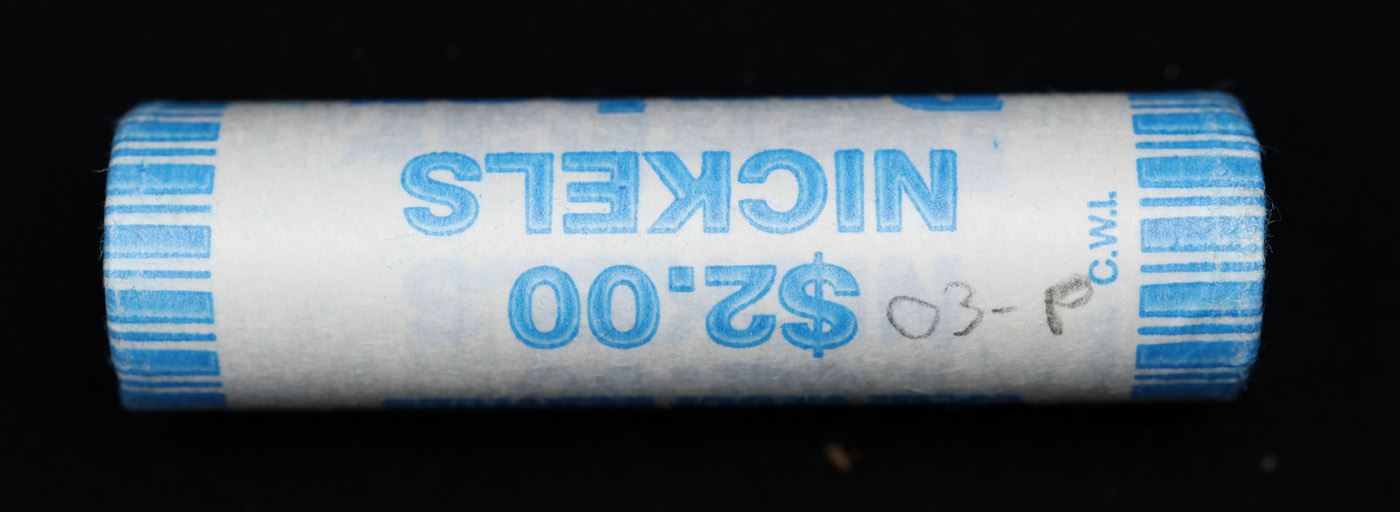 $2.00
NICKELS
03-P
C.W.I.